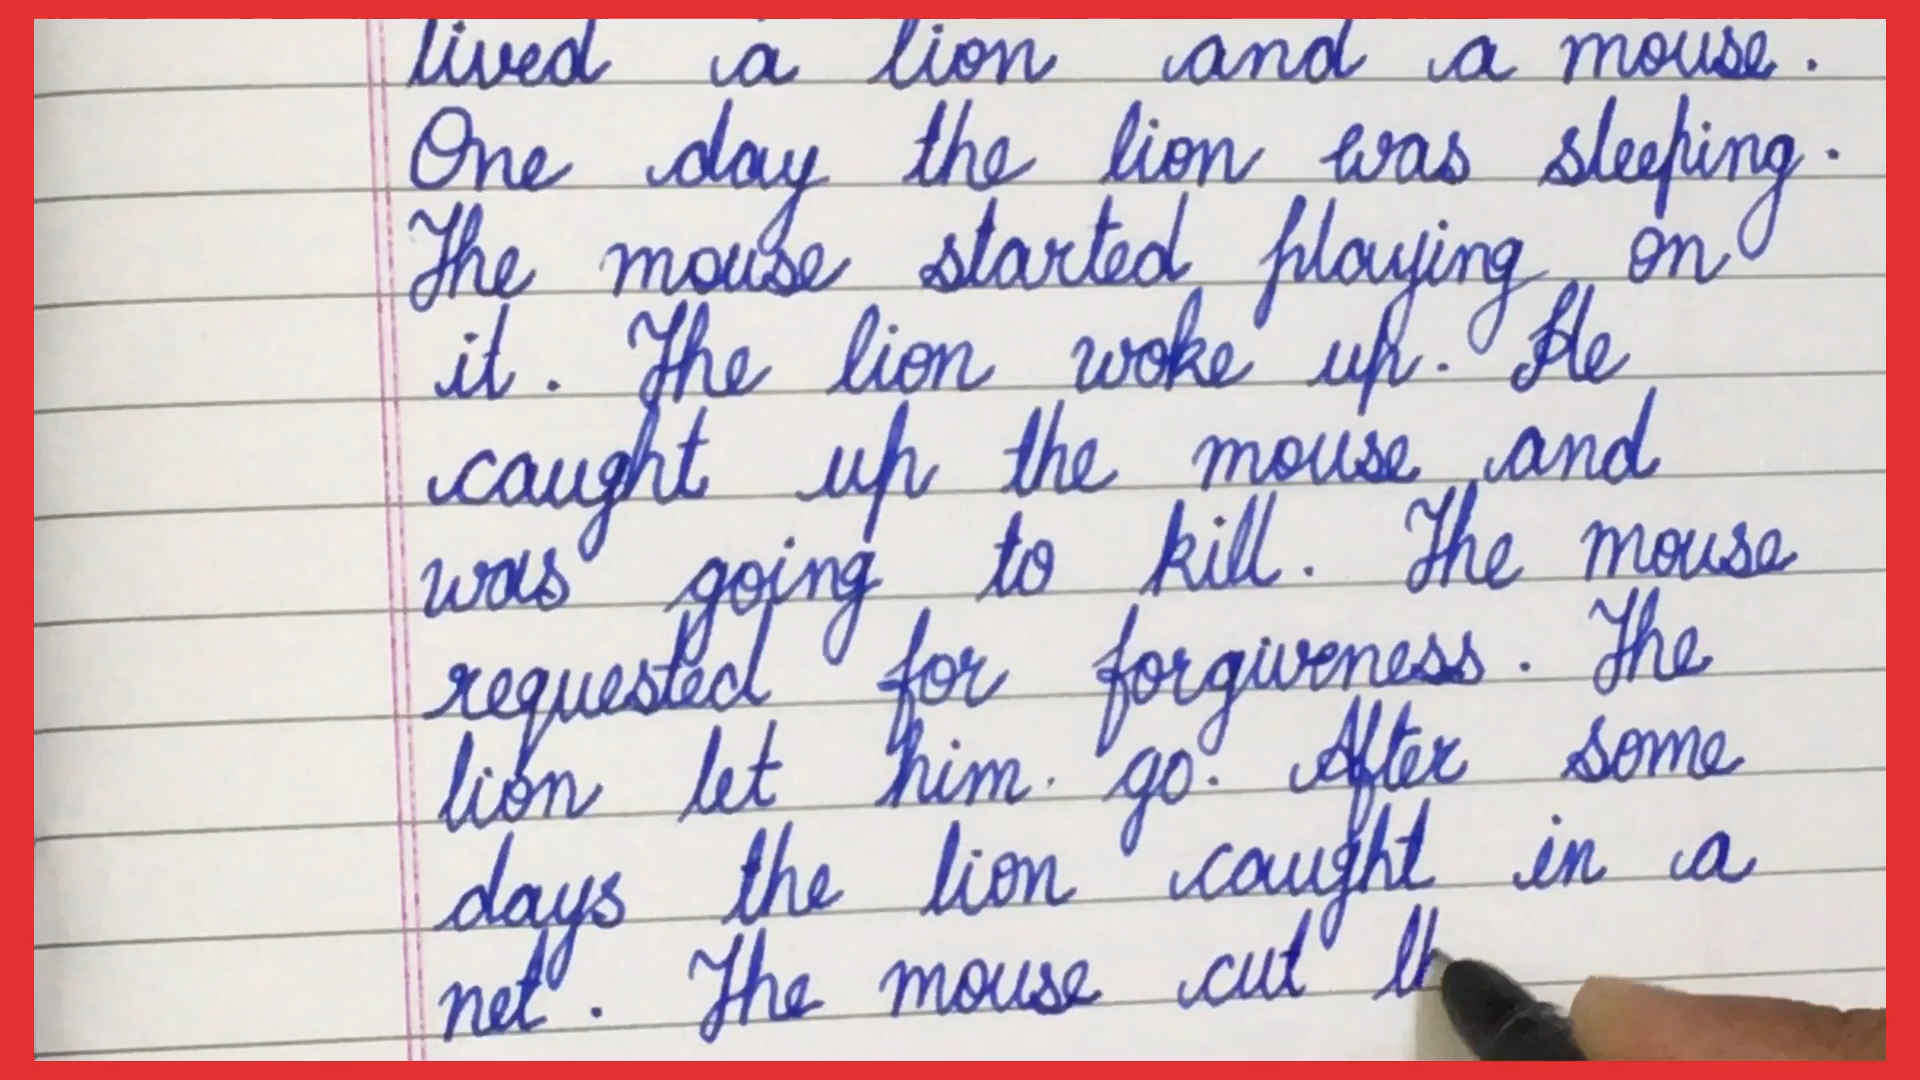 lived a lion and a mouse.
One day the lion was sleeping.
The mouse started playing on
it. The lion woke up. He
caught up the mouse and
was going to kill. The mouse
requested for forgiveness. The
lion let him. go. After some
days the lion caught in a
net. The mouse cut th